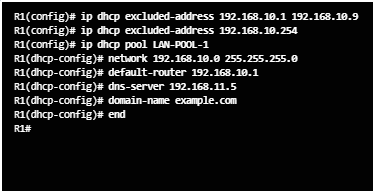 R1(config)# ip dhcp excluded-address 192.168.10.1 192.168.10.9
R1(config)# ip dhcp excluded-address 192.168.10.254
R1(config)# ip dhcp pool LAN-POOL-1
R1(dhcp-config)# network 192.168.10.0 255.255.255.0
R1(dhcp-config)# default-router 192.168.10.1
R1(dhcp-config)# dns-server 192.168.11.5
R1(dhcp-config)# domain-name example.com
R1(dhcp-config)# end
R1#